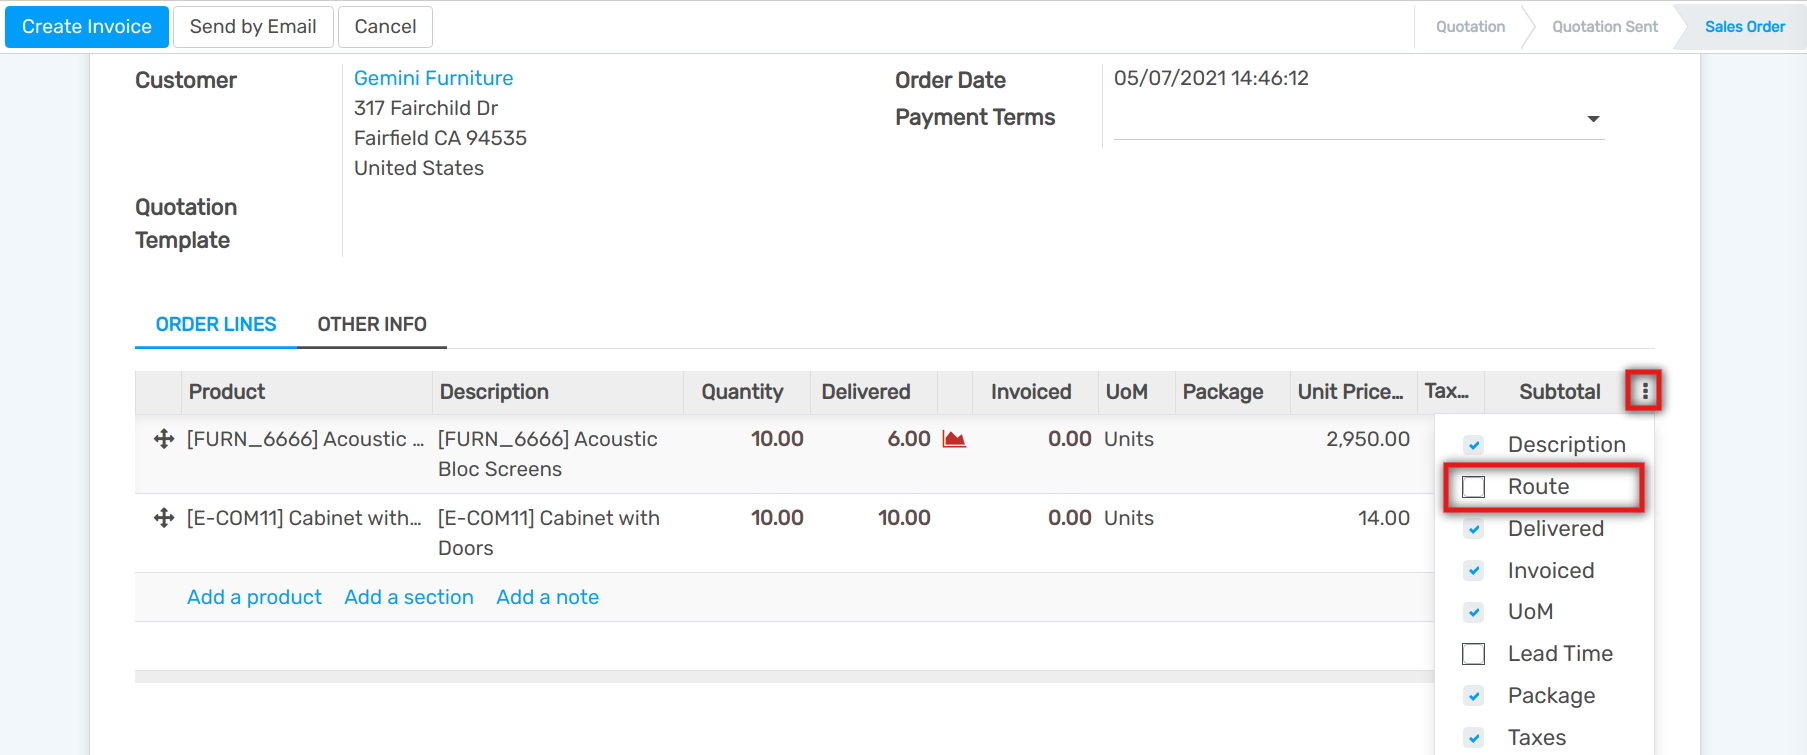 Create Invoice Send by Email Cancel Quotation Quotation Sent Sales Order
Customer Gemini Furniture Order Date 05/07/2021 14:46:12
317 Fairchild Dr Payment Terms
Fairfield CA 94535
United States
Quotation
Template
ORDER LINES OTHER INFO
Product Description Quantity Delivered Invoiced UoM Package Unit Price... Tax... Subtotal
[FURN_6666] Acoustic ... [FURN_6666] Acoustic 10.00 6.00 0.00 Units 2,950.00
Bloc Screens
[E-COM11] Cabinet with... [E-COM11] Cabinet with 10.00 10.00 0.00 Units 14.00
Doors
Add a product Add a section Add a note
Description
Route
Delivered
Invoiced
UoM
Lead Time
Package
Taxes